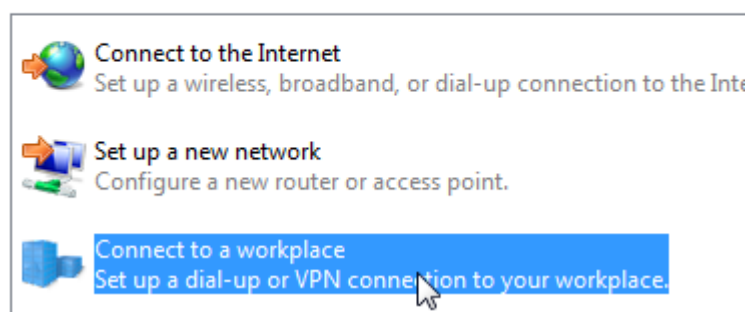 Connect to the Internet
Set up a wireless, broadband, or dial-up connection to the Inte
Set up a new network
Configure a new router or access point.
Connect to a workplace
Set up a dial-up or VPN connection to your workplace.